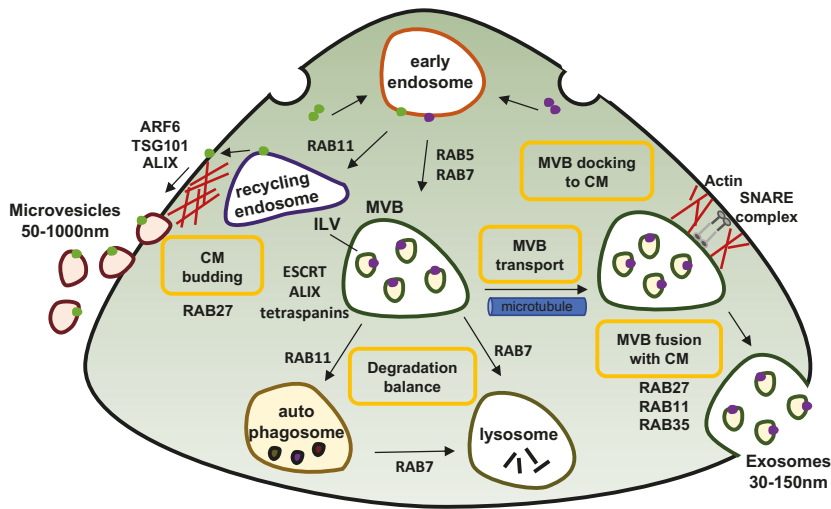 early
endosome
ARF6
TSG101
ALIX
RAB11
RAB5
RAB7
MVB docking
to CM
recycling
endosome
Actin
SNARE
complex
Microvesicles
50-1000nm
MVB
ILV
CM
budding
RAB27
ESCRT
ALIX
tetraspanins
MVB
transport
microtubule
MVB fusion
with CM
RAB27
RAB11
RAB35
RAB11
Degradation
balance
RAB7
auto
phagosome
lysosome
RAB7
Exosomes
30-150nm